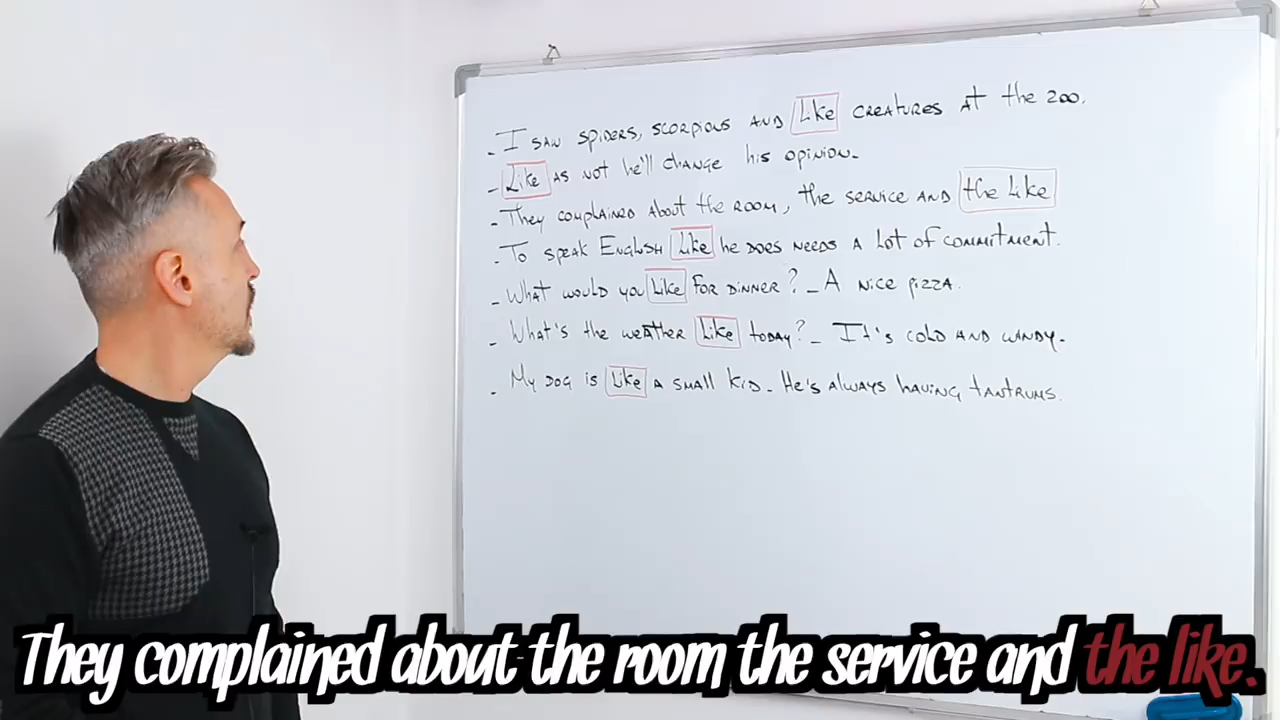 - I saw spiders, scorpions and like creatures at the zoo.
- Like as not he'll change his opinion.
- They complained about the room, the service and the like
- To speak English like he does needs a lot of commitment.
- What would you like for dinner? - A nice pizza.
- What's the weather like today? - It's cold and windy.
- My dog is like a small kid. He's always having tantrums.
They complained about the room the service and the like.